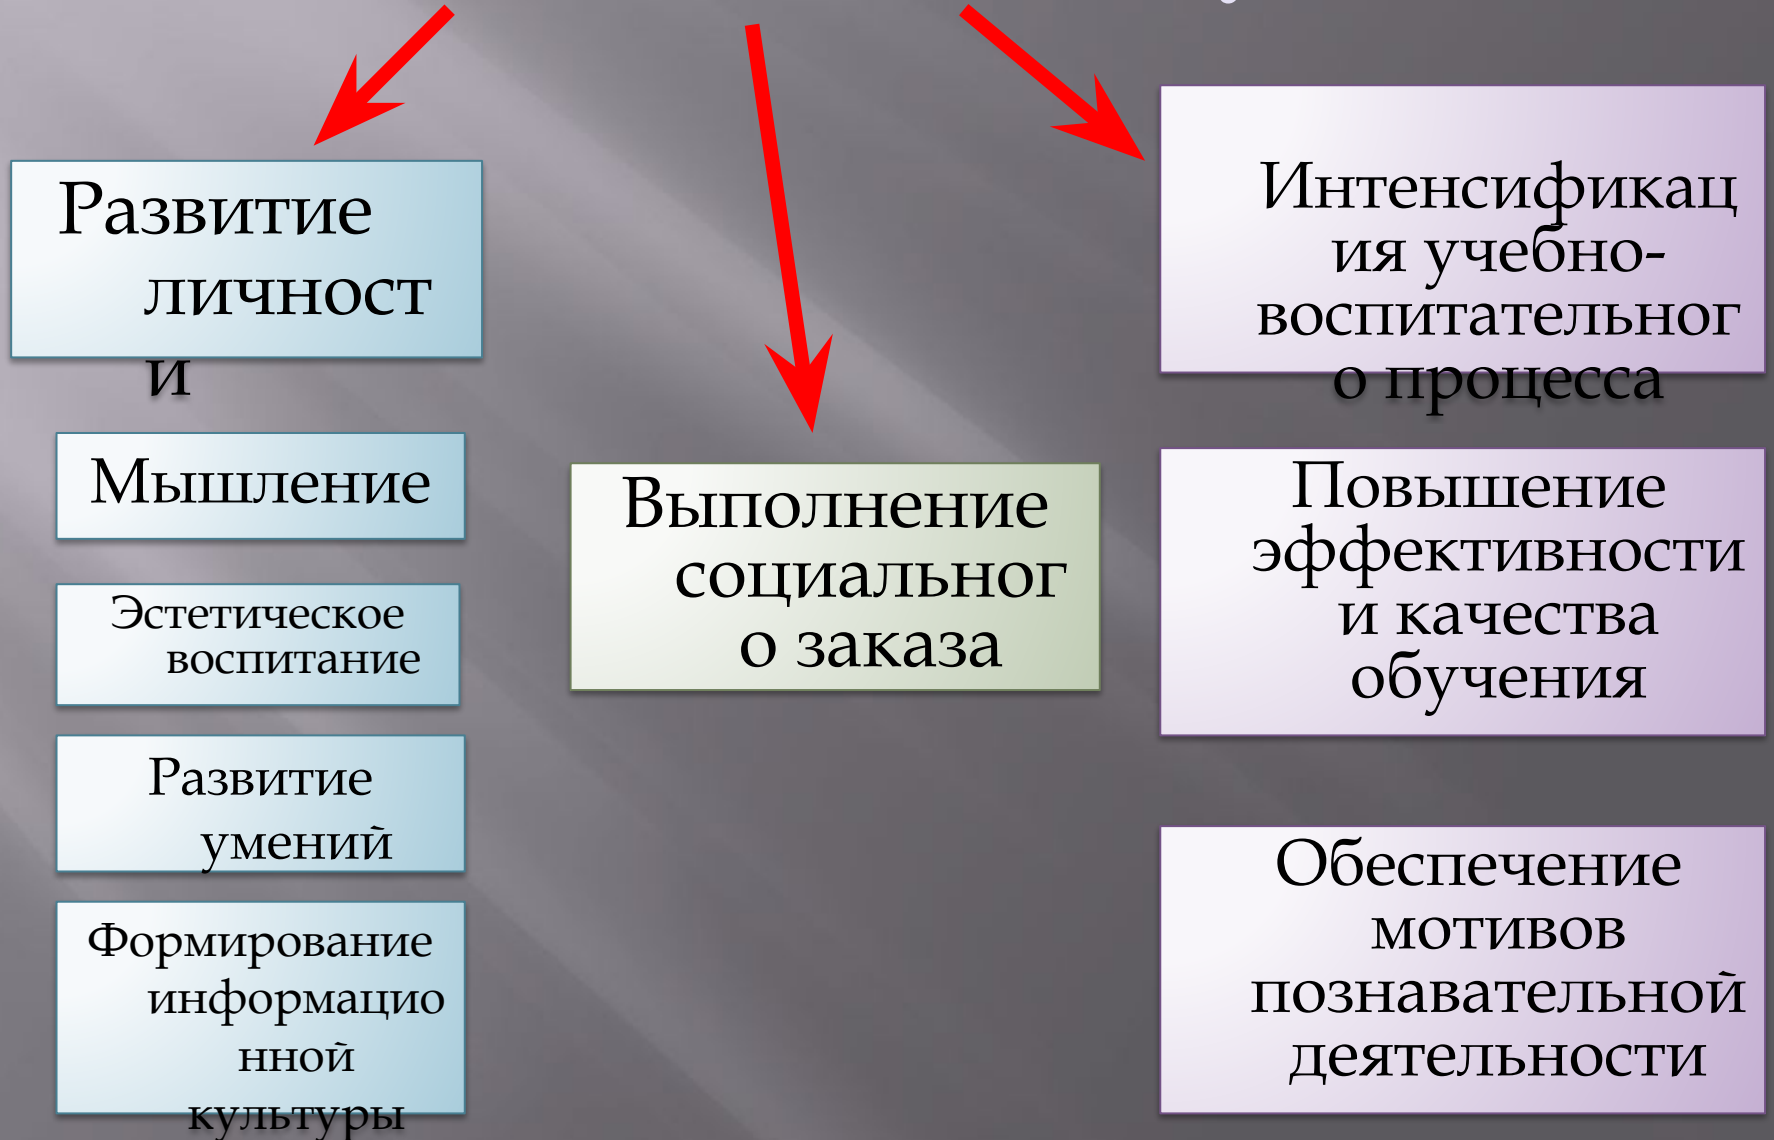 Развитие
личност
и
Мышление
Эстетическое
воспитание
Развитие
умений
Формирование
информацио
нной
культуры
Выполнение
социальног
о заказа
Интенсификац
ия учебно-
воспитательног
о процесса
Повышение
эффективности
и качества
обучения
Обеспечение
мотивов
познавательной
деятельности